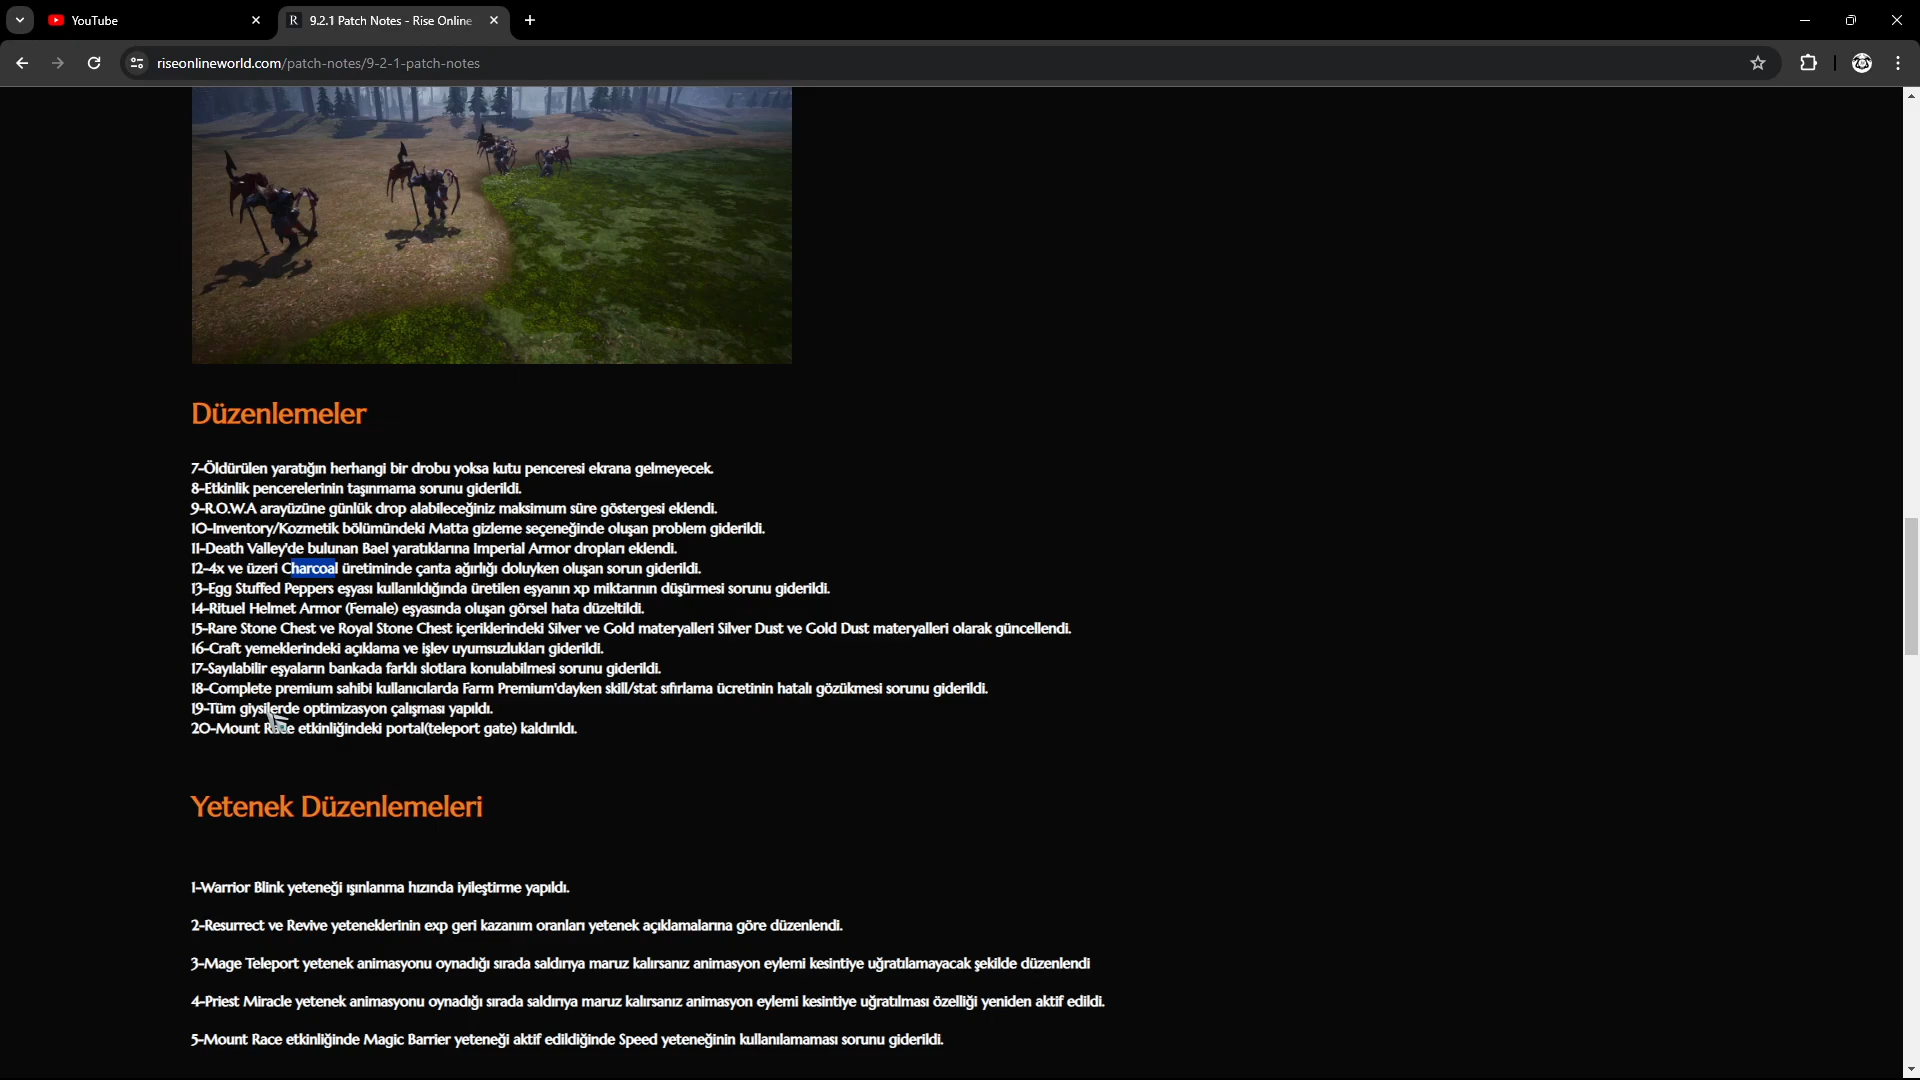 YouTube
R 9.2.1 Patch Notes - Rise Online
riseonlineworld.com/patch-notes/9-2-1-patch-notes
Düzenlemeler
7-Öldürülen yaratığın herhangi bir drobu yoksa kutu penceresi ekrana gelmeyecek.
8-Etkinlik pencerelerinin taşınmama sorunu giderildi.
9-R.O.W.A arayüzüne günlük drop alabileceğiniz maksimum süre göstergesi eklendi.
10-Inventory/Kozmetik bölümündeki Matta gizleme seçeneğinde oluşan problem giderildi.
11-Death Valley'de bulunan Bael yaratıklarına Imperial Armor dropları eklendi.
12-4x ve üzeri Charcoal üretiminde çanta ağırlığı doluyken oluşan sorun giderildi.
13-Egg Stuffed Peppers eşyası kullanıldığında üretilen eşyanın xp miktarının düşürmesi sorunu giderildi.
14-Rituel Helmet Armor (Female) eşyasında oluşan görsel hata düzeltildi.
15-Rare Stone Chest ve Royal Stone Chest içeriklerindeki Silver ve Gold materyalleri Silver Dust ve Gold Dust materyalleri olarak güncellendi.
16-Craft yemeklerindeki açıklama ve işlev uyumsuzlukları giderildi.
17-Sayılabilir eşyaların bankada farklı slotlara konulabilmesi sorunu giderildi.
18-Complete premium sahibi kullanıcılarda Farm Premium'dayken skill/stat sıfırlama ücretinin hatalı gözükmesi sorunu giderildi.
19-Tüm giysilerde optimizasyon çalışması yapıldı.
20-Mount Race etkinliğindeki portal(teleport gate) kaldırıldı.
Yetenek Düzenlemeleri
1-Warrior Blink yeteneği ışınlanma hızında iyileştirme yapıldı.
2-Resurrect ve Revive yeteneklerinin exp geri kazanım oranları yetenek açıklamalarına göre düzenlendi.
3-Mage Teleport yetenek animasyonu oynadığı sırada saldırıya maruz kalırsanız animasyon eylemi kesintiye uğratılamayacak şekilde düzenlendi
4-Priest Miracle yetenek animasyonu oynadığı sırada saldırıya maruz kalırsanız animasyon eylemi kesintiye uğratılması özelliği yeniden aktif edildi.
5-Mount Race etkinliğinde Magic Barrier yeteneği aktif edildiğinde Speed yeteneğinin kullanılamaması sorunu giderildi.